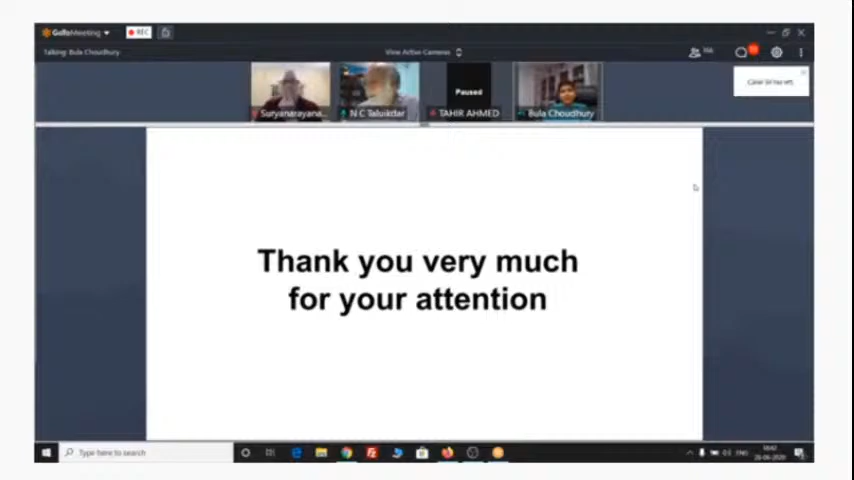 GoToMeeting
REC
Talking: Bula Choudhury
View Active Cameras
Suryanarayana...
N C Talukdar
Paused
TAHIR AHMED
Bula Choudhury
Thank you very much
for your attention
Type here to search
ENG